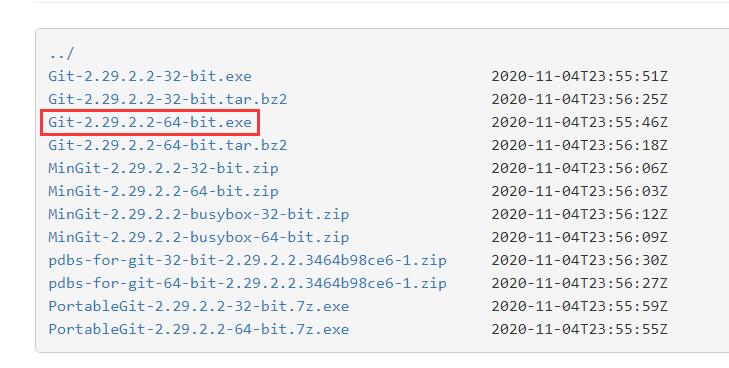 ../
Git-2.29.2.2-32-bit.exe 2020-11-04T23:55:51Z
Git-2.29.2.2-32-bit.tar.bz2 2020-11-04T23:56:25Z
Git-2.29.2.2-64-bit.exe 2020-11-04T23:55:46Z
Git-2.29.2.2-64-bit.tar.bz2 2020-11-04T23:56:18Z
MinGit-2.29.2.2-32-bit.zip 2020-11-04T23:56:06Z
MinGit-2.29.2.2-64-bit.zip 2020-11-04T23:56:03Z
MinGit-2.29.2.2-busybox-32-bit.zip 2020-11-04T23:56:12Z
MinGit-2.29.2.2-busybox-64-bit.zip 2020-11-04T23:56:09Z
pdbs-for-git-32-bit-2.29.2.2.3464b98ce6-1.zip 2020-11-04T23:56:30Z
pdbs-for-git-64-bit-2.29.2.2.3464b98ce6-1.zip 2020-11-04T23:56:27Z
PortableGit-2.29.2.2-32-bit.7z.exe 2020-11-04T23:55:59Z
PortableGit-2.29.2.2-64-bit.7z.exe 2020-11-04T23:55:55Z